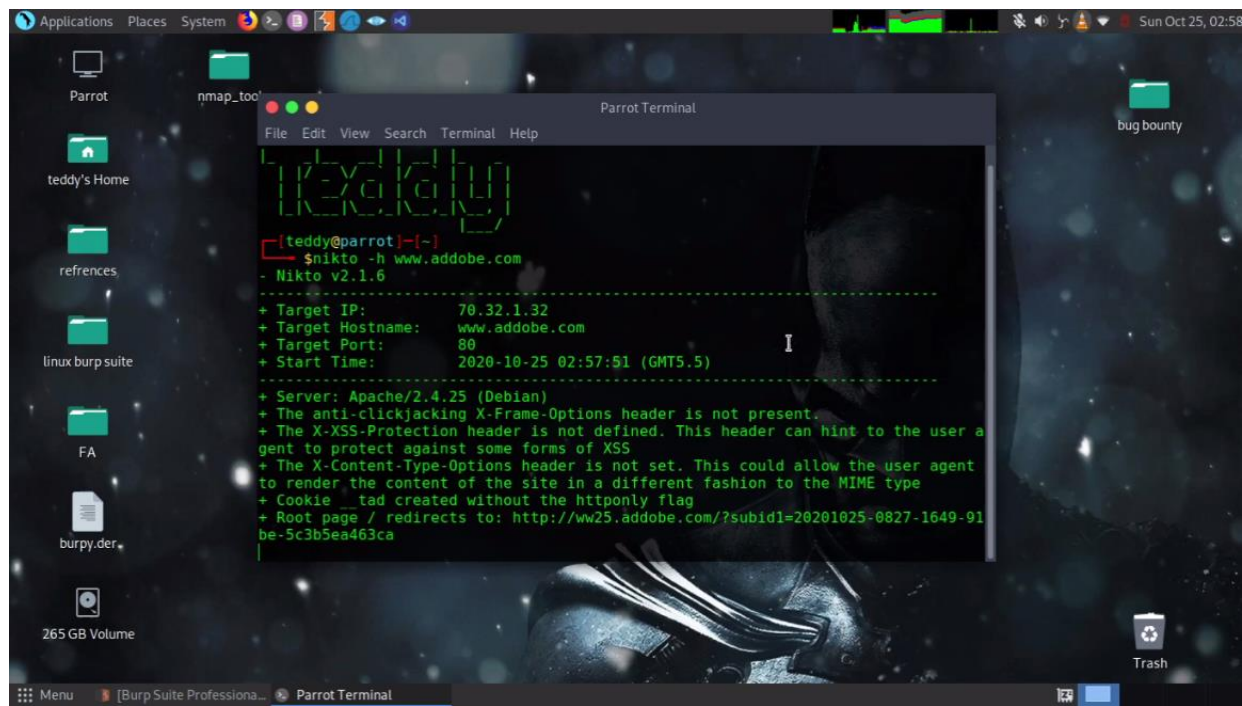 Applications Places System
Sun Oct 25, 02:58
Parrot
nmap_too
bug bounty
teddy's Home
refrences
linux burp suite
FA
burpy.der
265 GB Volume
Trash
Parrot Terminal
File Edit View Search Terminal Help
Teddy
[teddy@parrot]-[~]
$nikto -h www.addobe.com
- Nikto v2.1.6
---------------------------------------------------------------------------
+ Target IP: 70.32.1.32
+ Target Hostname: www.addobe.com
+ Target Port: 80
+ Start Time: 2020-10-25 02:57:51 (GMT5.5)
---------------------------------------------------------------------------
+ Server: Apache/2.4.25 (Debian)
+ The anti-clickjacking X-Frame-Options header is not present.
+ The X-XSS-Protection header is not defined. This header can hint to the user a
gent to protect against some forms of XSS
+ The X-Content-Type-Options header is not set. This could allow the user agent
to render the content of the site in a different fashion to the MIME type
+ Cookie __tad created without the httponly flag
+ Root page / redirects to: http://ww25.addobe.com/?subid1=20201025-0827-1649-91
be-5c3b5ea463ca
Menu [Burp Suite Professiona... Parrot Terminal